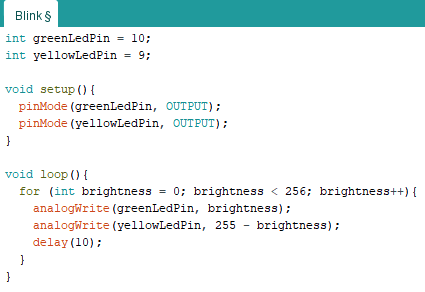 Blink §
int greenLedPin = 10;
int yellowLedPin = 9;

void setup(){
  pinMode(greenLedPin, OUTPUT);
  pinMode(yellowLedPin, OUTPUT);
}

void loop(){
  for (int brightness = 0; brightness < 256; brightness++){
    analogWrite(greenLedPin, brightness);
    analogWrite(yellowLedPin, 255 - brightness);
    delay(10);
  }
}